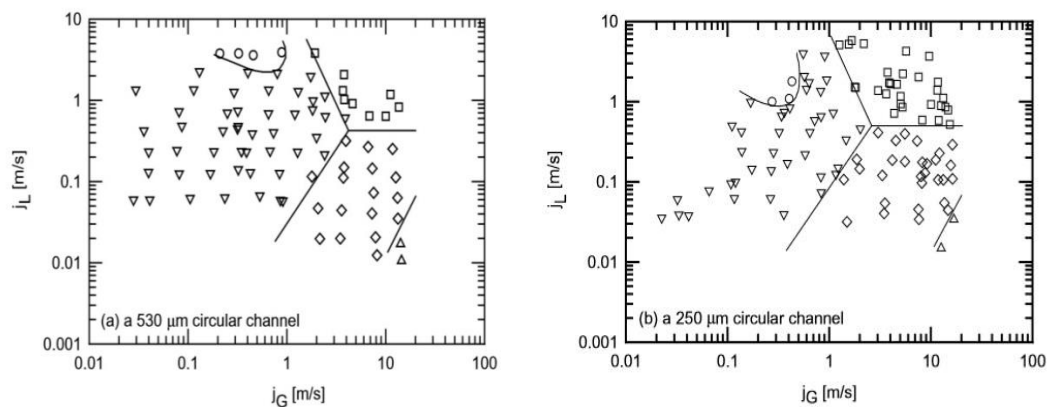 10
1
0.1
0.01
0.001
j_L [m/s]
(a) a 530 μm circular channel
0.01 0.1 1 10 100
j_G [m/s]
10
1
0.1
0.01
0.001
j_L [m/s]
(b) a 250 μm circular channel
0.01 0.1 1 10 100
j_G [m/s]